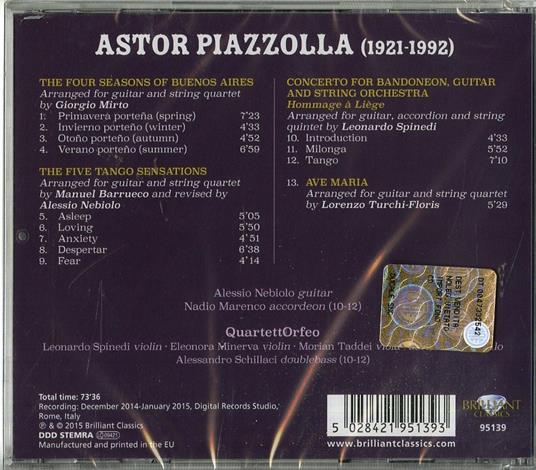 ASTOR PIAZZOLLA (1921-1992)
THE FOUR SEASONS OF BUENOS AIRES
Arranged for guitar and string quartet
by Giorgio Mirto
1. Primavera porteña (spring) 7'23
2. Invierno porteño (winter) 4'33
3. Otoño porteño (autumn) 4'52
4. Verano porteño (summer) 6'59
THE FIVE TANGO SENSATIONS
Arranged for guitar and string quartet
by Manuel Barrueco and revised by
Alessio Nebiolo
5. Asleep 5'05
6. Loving 5'50
7. Anxiety 4'51
8. Despertar 6'38
9. Fear 4'14
CONCERTO FOR BANDONEON, GUITAR
AND STRING ORCHESTRA
Hommage à Liège
Arranged for guitar, accordion and string
quintet by Leonardo Spinedi
10. Introduction 4'33
11. Milonga 5'52
12. Tango 7'10
13. AVE MARIA
Arranged for guitar and string quartet
by Lorenzo Turchi-Floris 5'29
Alessio Nebiolo guitar
Nadio Marenco accordeon (10-12)
QuartettOrfeo
Leonardo Spinedi violin · Eleonora Minerva violin · Morian Taddei
Alessandro Schillaci doublebass (10-12)
Total time: 73'36
Recording: December 2014-January 2015, Digital Records Studio,
Rome, Italy
℗ & © 2015 Brilliant Classics
DDD STEMRA 09421
Manufactured and printed in the EU
5 028421 951393
www.brilliantclassics.com
BRILLIANT
CLASSICS
95139